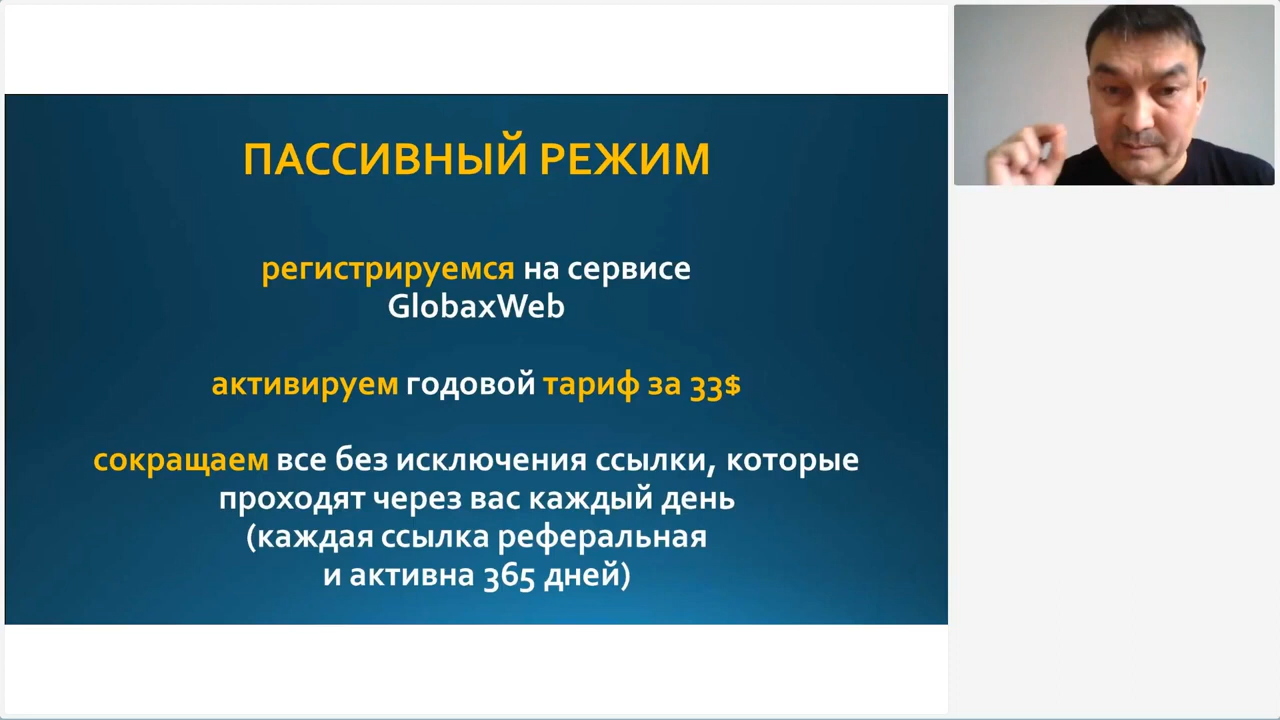 ПАССИВНЫЙ РЕЖИМ
регистрируемся на сервисе
GlobaxWeb
активируем годовой тариф за 33$
сокращаем все без исключения ссылки, которые
проходят через вас каждый день
(каждая ссылка реферальная
и активна 365 дней)